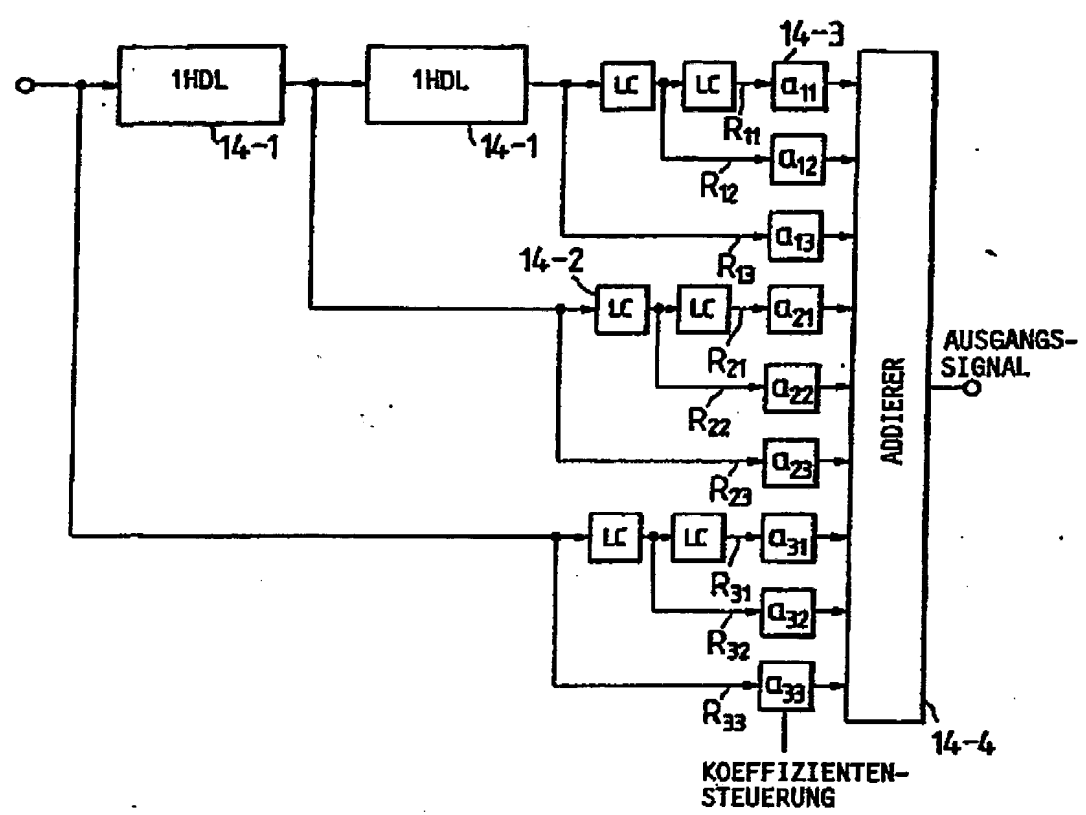 14-3
1HDL
1HDL
LC
LC
a11
14-1
14-1
R11
a12
R12
a13
R13
14-2
LC
LC
a21
R21
AUSGANGS-
SIGNAL
a22
R22
ADDIERER
a23
R23
LC
LC
a31
R31
a32
R32
a33
R33
14-4
KOEFFIZIENTEN-
STEUERUNG